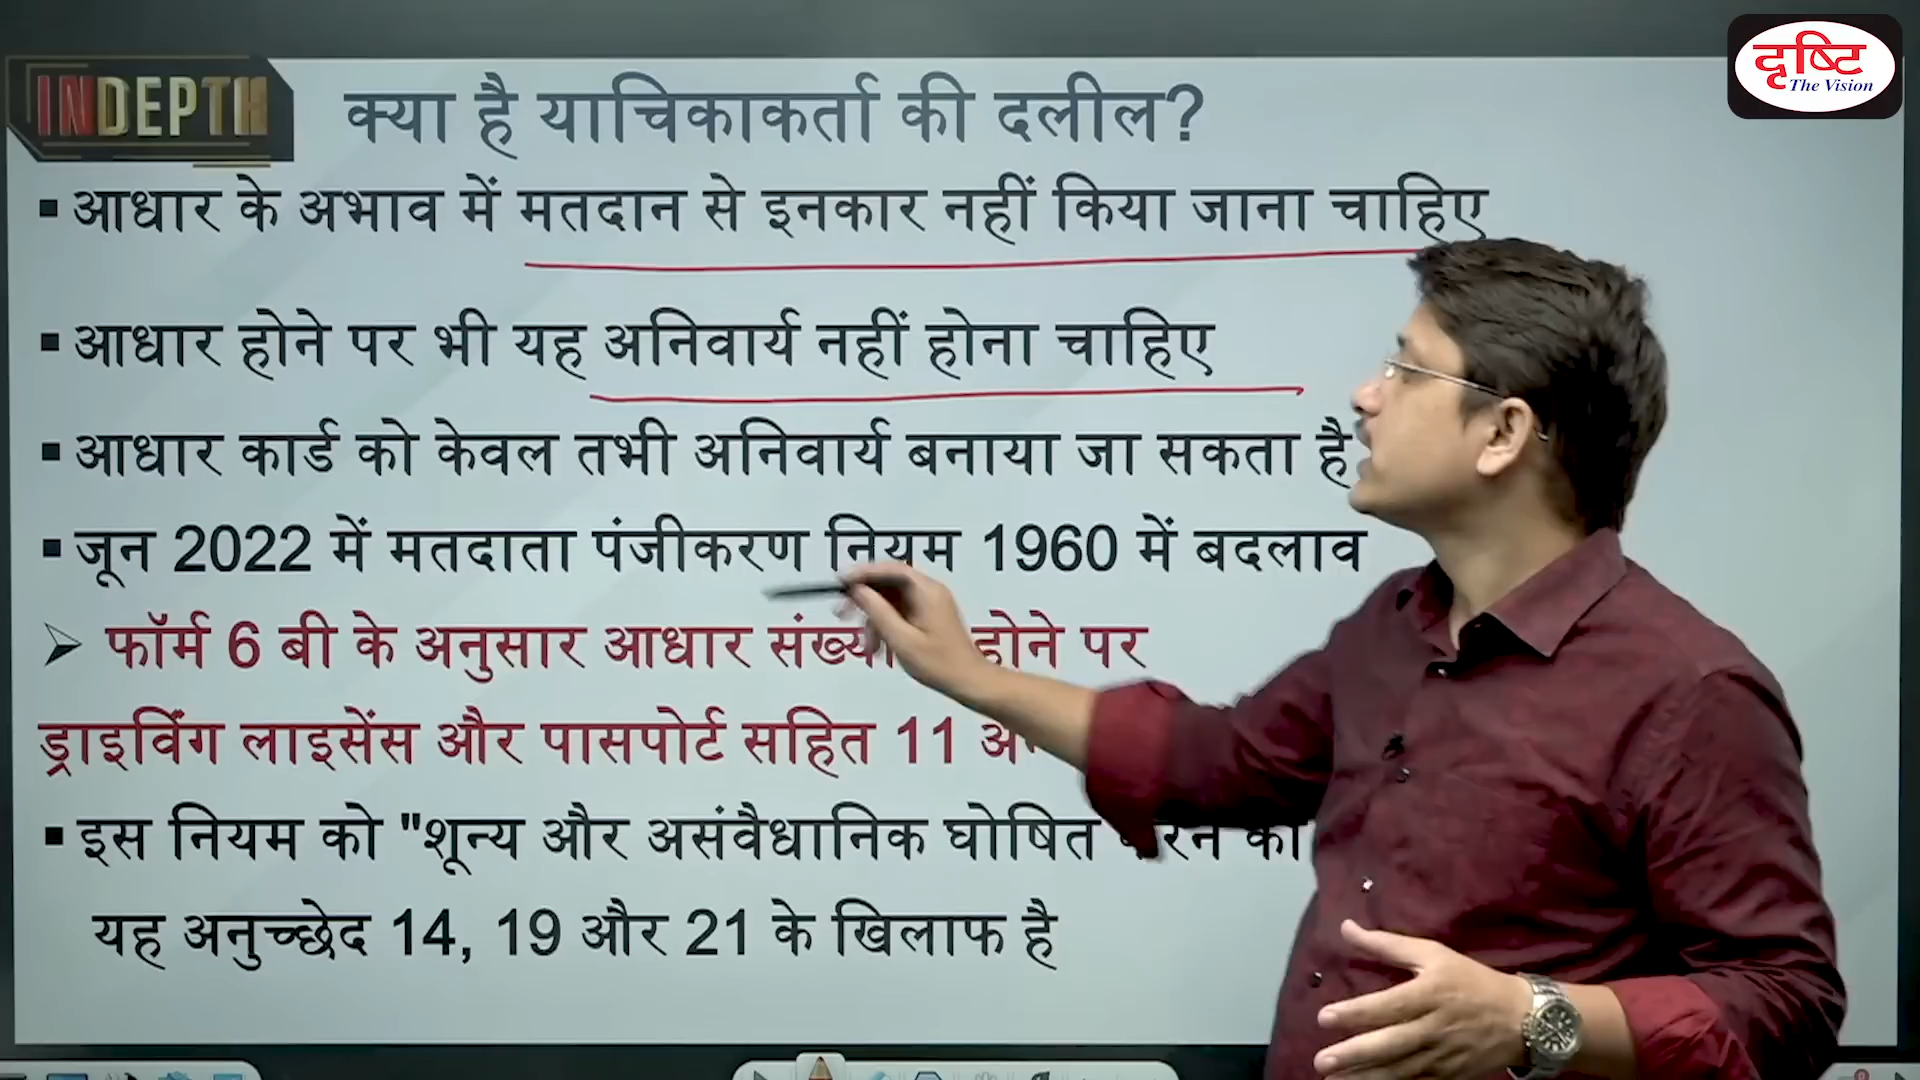 INDEPTH
दृष्टि
The Vision
क्या है याचिकाकर्ता की दलील?
▪ आधार के अभाव में मतदान से इनकार नहीं किया जाना चाहिए
▪ आधार होने पर भी यह अनिवार्य नहीं होना चाहिए
▪ आधार कार्ड को केवल तभी अनिवार्य बनाया जा सकता है
▪ जून 2022 में मतदाता पंजीकरण नियम 1960 में बदलाव
➢ फॉर्म 6 बी के अनुसार आधार होने पर
ड्राइविंग लाइसेंस और पासपोर्ट सहित 11
▪ इस नियम को "शून्य और असंवैधानिक घोषित
यह अनुच्छेद 14, 19 और 21 के खिलाफ है